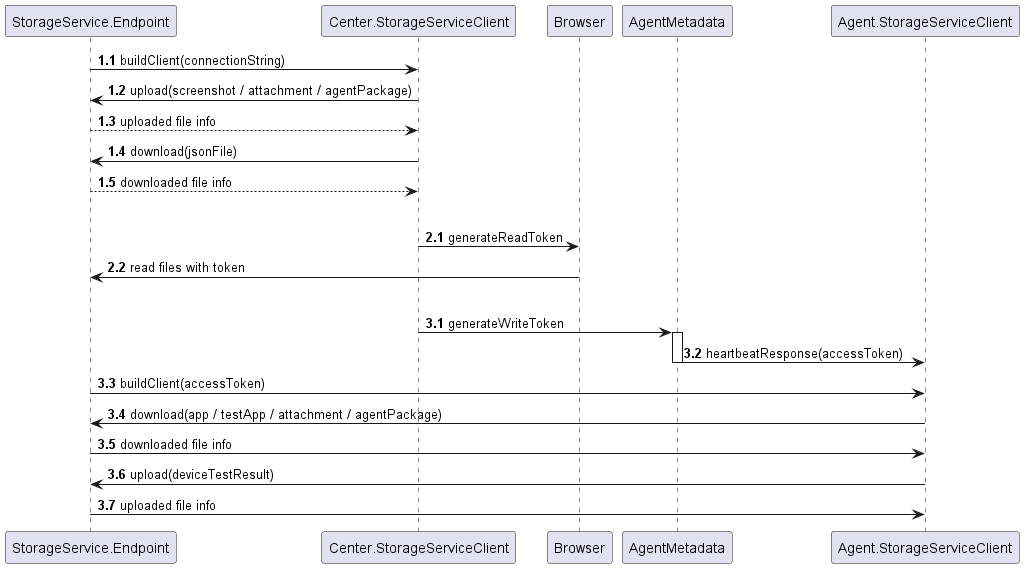 StorageService.Endpoint Center.StorageServiceClient Browser AgentMetadata Agent.StorageServiceClient
1.1 buildClient(connectionString)
1.2 upload(screenshot / attachment / agentPackage)
1.3 uploaded file info
1.4 download(jsonFile)
1.5 downloaded file info
2.1 generateReadToken
2.2 read files with token
3.1 generateWriteToken
3.2 heartbeatResponse(accessToken)
3.3 buildClient(accessToken)
3.4 download(app / testApp / attachment / agentPackage)
3.5 downloaded file info
3.6 upload(deviceTestResult)
3.7 uploaded file info
StorageService.Endpoint Center.StorageServiceClient Browser AgentMetadata Agent.StorageServiceClient